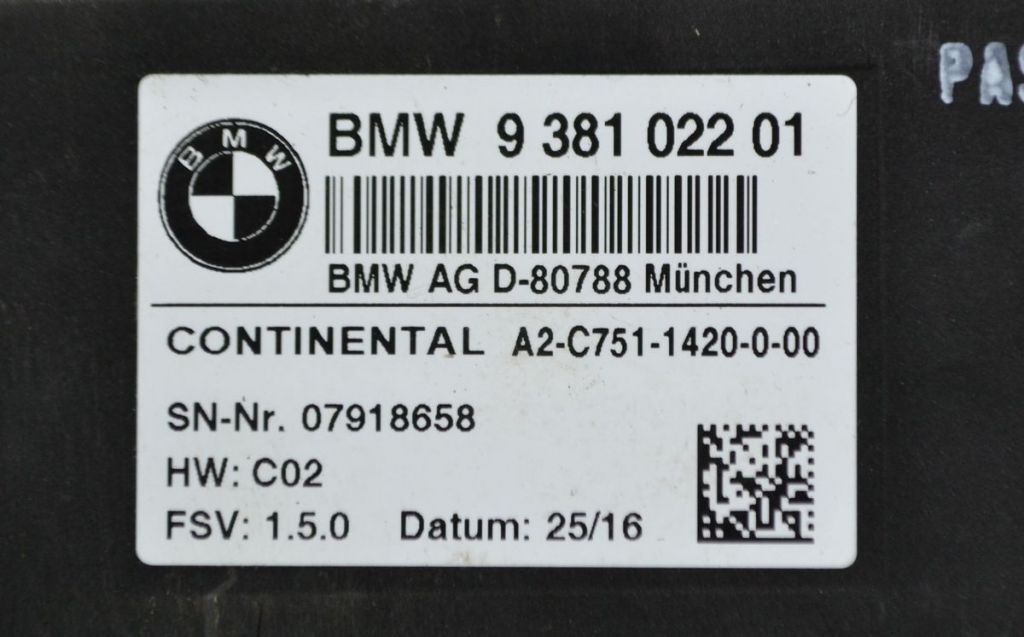 PAS
BMW
BMW 9 381 022 01
BMW AG D-80788 München
CONTINENTAL A2-C751-1420-0-00
SN-Nr. 07918658
HW: C02
FSV: 1.5.0 Datum: 25/16